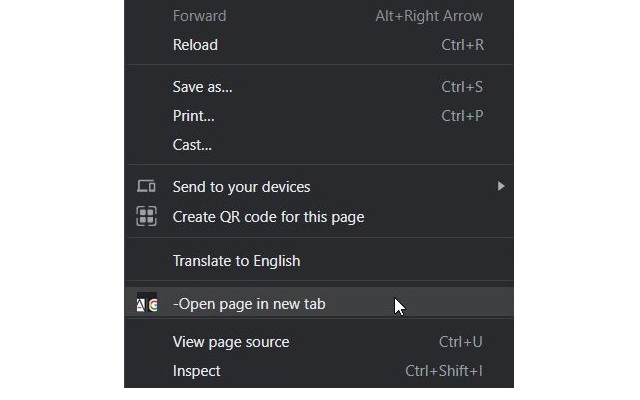 Forward Alt+Right Arrow
Reload Ctrl+R
Save as... Ctrl+S
Print... Ctrl+P
Cast...
Send to your devices
Create QR code for this page
Translate to English
-Open page in new tab
View page source Ctrl+U
Inspect Ctrl+Shift+I